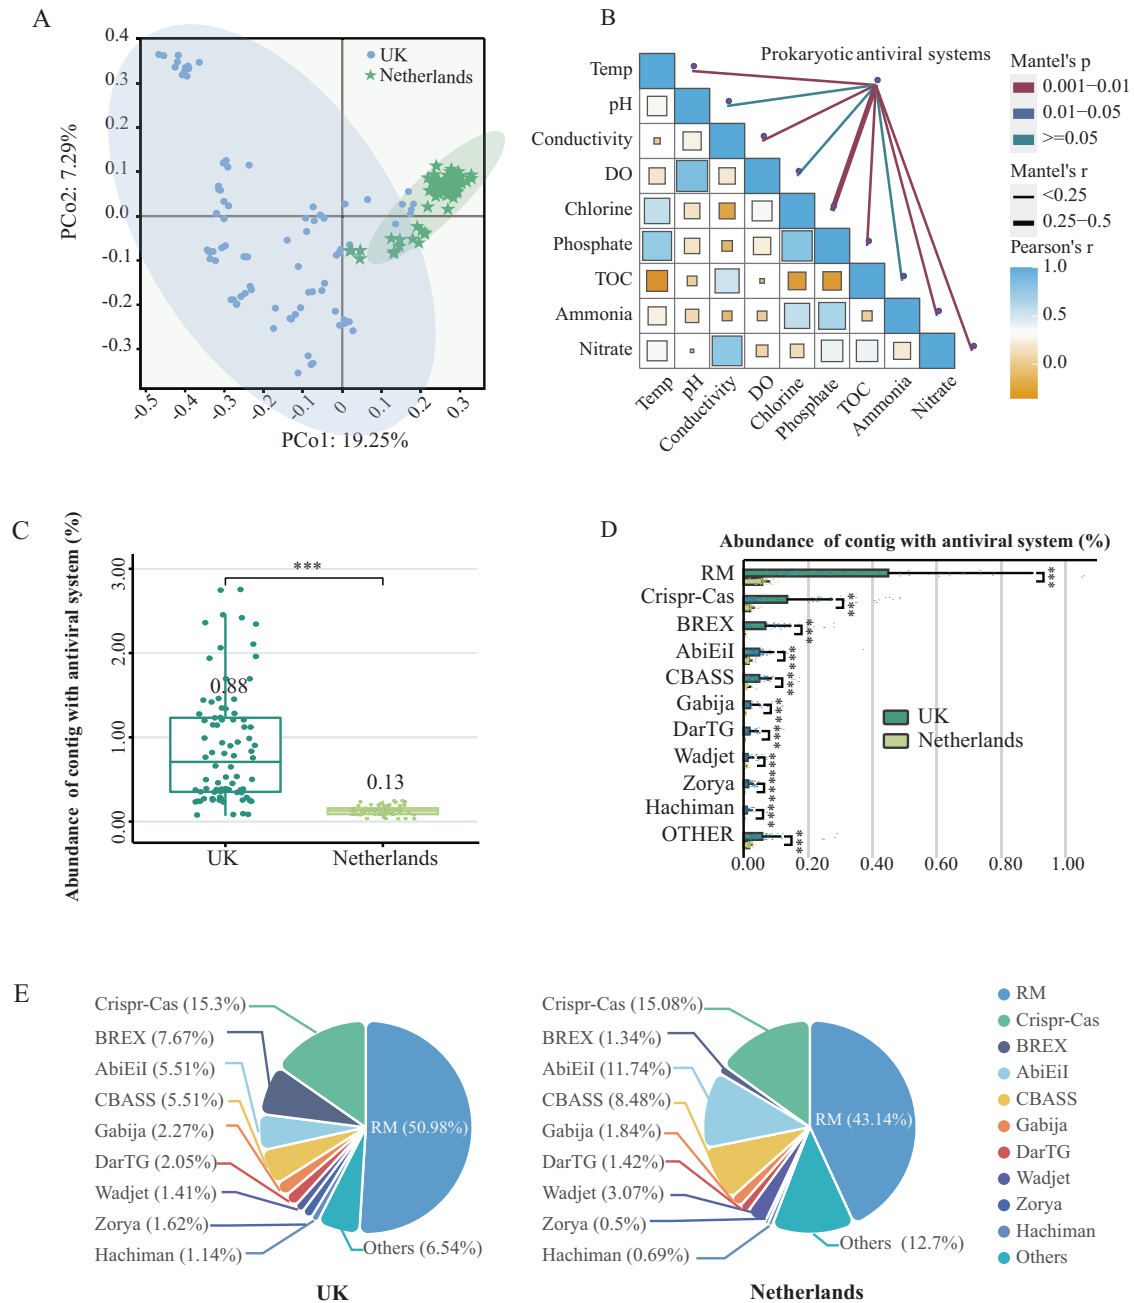 A
0.4
0.3
0.2
0.1
0.0
-0.1
-0.2
-0.3
PCo2: 7.29%
UK
Netherlands
-0.5
-0.4
-0.3
-0.2
-0.1
0
0.1
0.2
0.3
PCo1: 19.25%
B
Prokaryotic antiviral systems
Temp
pH
Conductivity
DO
Chlorine
Phosphate
TOC
Ammonia
Nitrate
Temp
pH
Conductivity
DO
Chlorine
Phosphate
TOC
Ammonia
Nitrate
Mantel's p
0.001−0.01
0.01−0.05
>=0.05
Mantel's r
<0.25
0.25−0.5
Pearson's r
1.0
0.5
0.0
C
Abundance of contig with antiviral system (%)
3.00
2.00
1.00
0.00
***
0.88
0.13
UK
Netherlands
D
Abundance of contig with antiviral system (%)
RM
***
Crispr-Cas
***
BREX
***
AbiEiI
***
CBASS
***
Gabija
***
DarTG
***
Wadjet
***
Zorya
***
Hachiman
***
OTHER
***
UK
Netherlands
0.00
0.20
0.40
0.60
0.80
1.00
E
Crispr-Cas (15.3%)
BREX (7.67%)
AbiEiI (5.51%)
CBASS (5.51%)
Gabija (2.27%)
DarTG (2.05%)
Wadjet (1.41%)
Zorya (1.62%)
Hachiman (1.14%)
RM (50.98%)
Others (6.54%)
UK
Crispr-Cas (15.08%)
BREX (1.34%)
AbiEiI (11.74%)
CBASS (8.48%)
Gabija (1.84%)
DarTG (1.42%)
Wadjet (3.07%)
Zorya (0.5%)
Hachiman (0.69%)
RM (43.14%)
Others (12.7%)
Netherlands
RM
Crispr-Cas
BREX
AbiEiI
CBASS
Gabija
DarTG
Wadjet
Zorya
Hachiman
Others